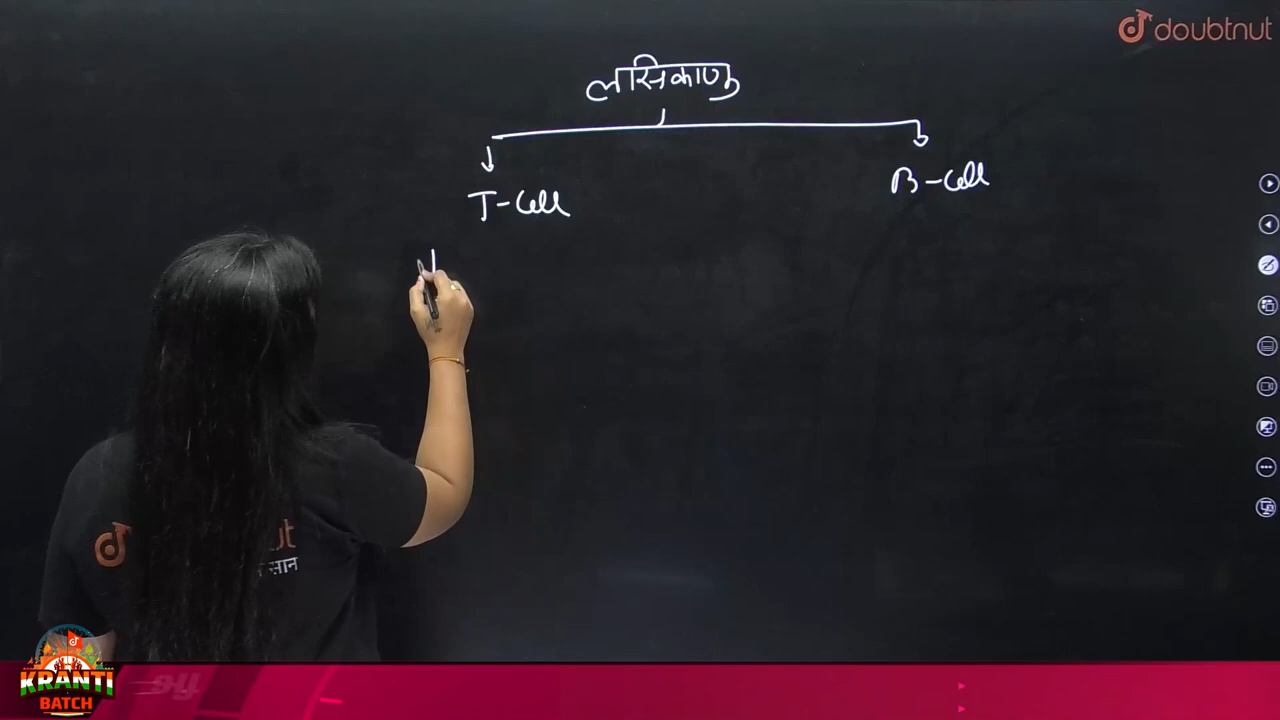 doubtnut
लसिकाणु
T-Cell
B-Cell
KRANTI
BATCH